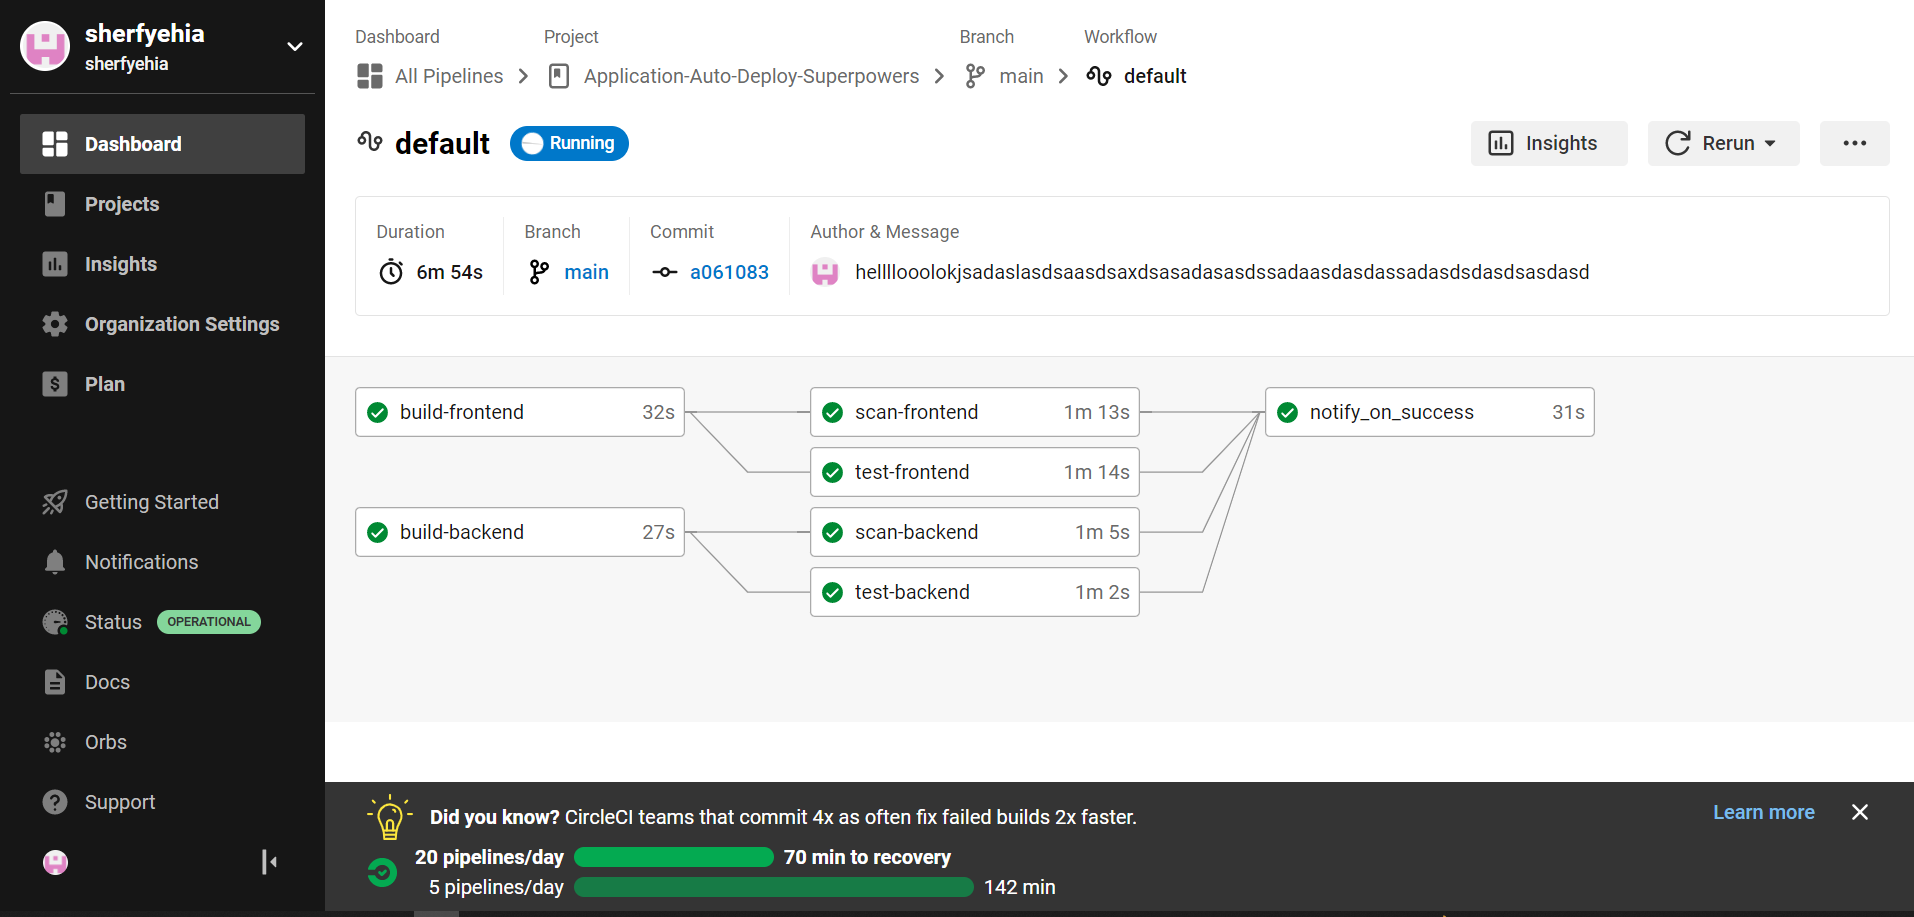 sherfyehia
sherfyehia
Dashboard
Projects
Insights
Organization Settings
Plan
Getting Started
Notifications
Status OPERATIONAL
Docs
Orbs
Support
Dashboard Project Branch Workflow
All Pipelines Application-Auto-Deploy-Superpowers main default
default Running Insights Rerun
Duration Branch Commit Author & Message
6m 54s main a061083 hellllooolokjsadaslasdsaasdsaxdsasadasasdssadaasdasdassadasdsdasdsasdasd
build-frontend 32s scan-frontend 1m 13s notify_on_success 31s
test-frontend 1m 14s
build-backend 27s scan-backend 1m 5s
test-backend 1m 2s
Did you know? CircleCI teams that commit 4x as often fix failed builds 2x faster. Learn more
20 pipelines/day 70 min to recovery
5 pipelines/day 142 min